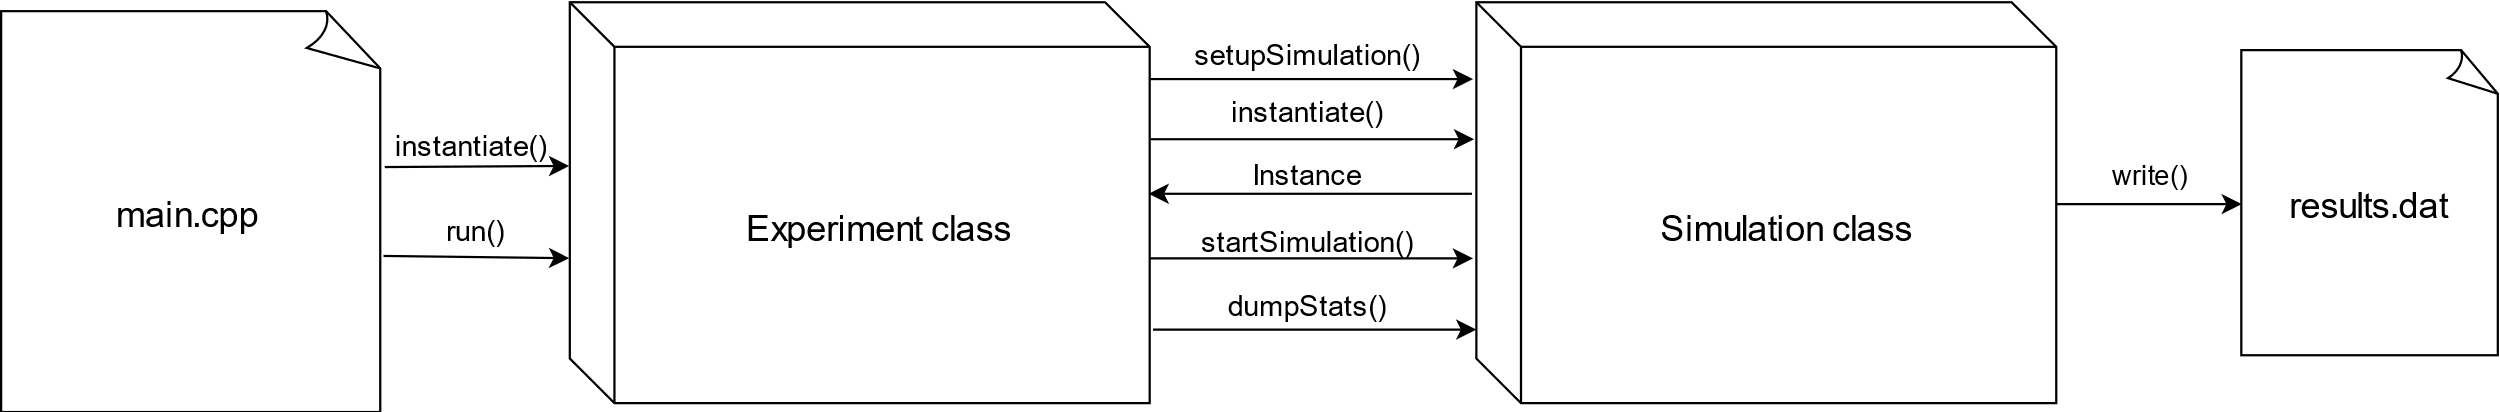 main.cpp
instantiate()
run()
Experiment class
setupSimulation()
instantiate()
Instance
startSimulation()
dumpStats()
Simulation class
write()
results.dat